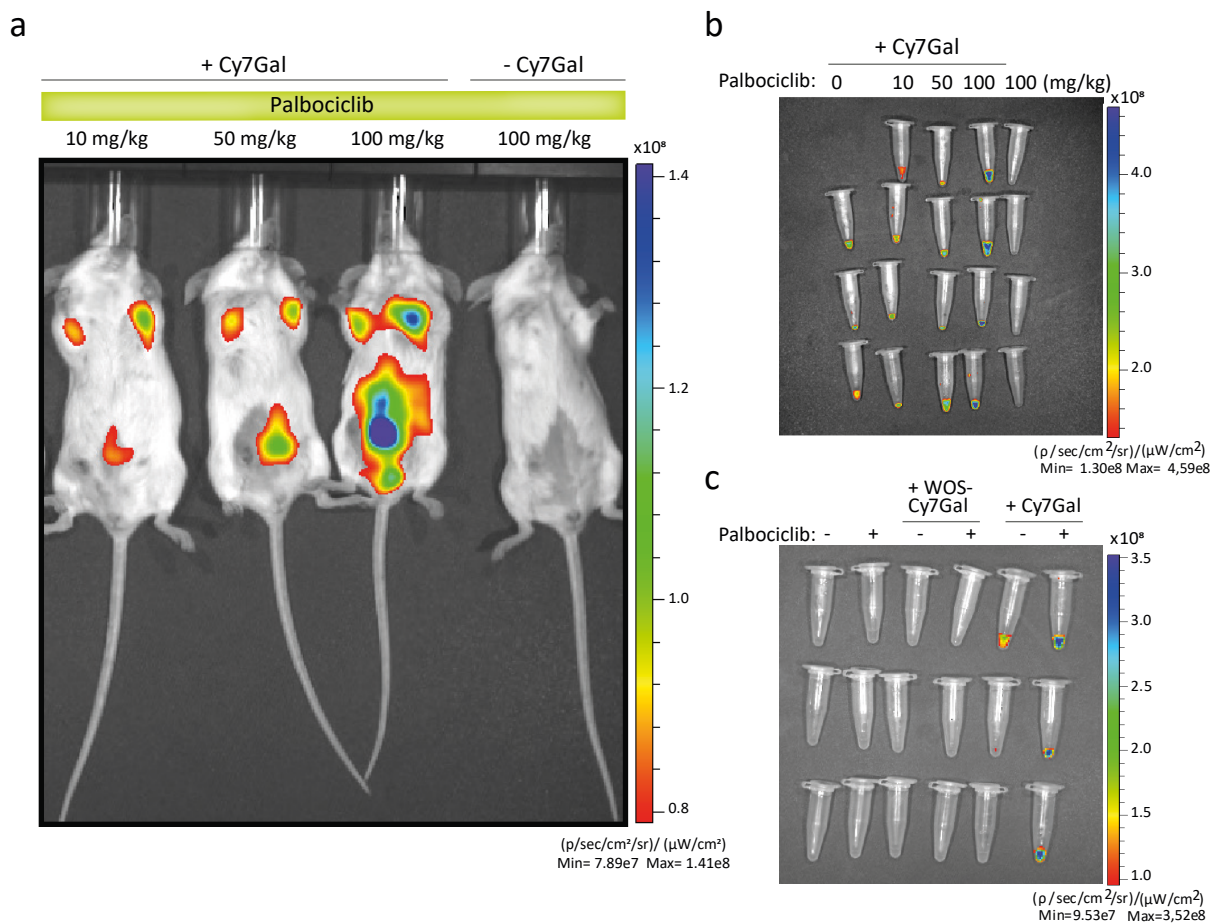 a
+ Cy7Gal - Cy7Gal
Palbociclib
10 mg/kg 50 mg/kg 100 mg/kg 100 mg/kg
x10⁸
1.4
1.2
1.0
0.8
(p/sec/cm²/sr)/ (µW/cm²)
Min= 7.89e7 Max= 1.41e8
b
+ Cy7Gal
Palbociclib: 0 10 50 100 100 (mg/kg)
x10⁸
4.0
3.0
2.0
(ρ/sec/cm²/sr)/(µW/cm²)
Min= 1.30e8 Max= 4,59e8
c
+ WOS-
Cy7Gal + Cy7Gal
Palbociclib: - + - + - +
x10⁸
3.5
3.0
2.5
2.0
1.5
1.0
(ρ/sec/cm²/sr)/(µW/cm²)
Min=9.53e7 Max=3,52e8